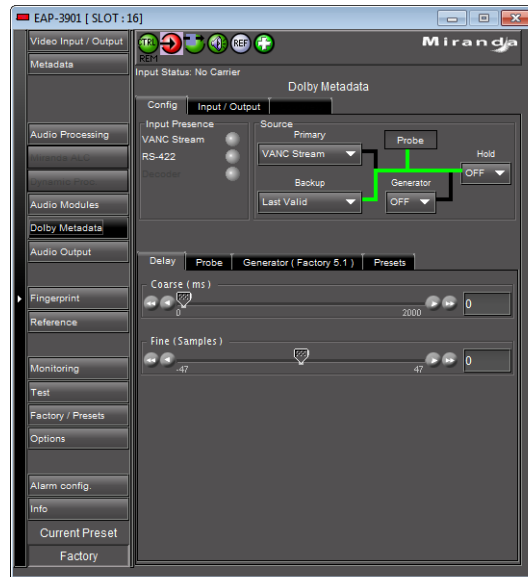 EAP-3901 [ SLOT : 16]
Video Input / Output
Metadata
Audio Processing
Miranda ALC
Dynamic Proc
Audio Modules
Dolby Metadata
Audio Output
Fingerprint
Reference
Monitoring
Test
Factory / Presets
Options
Alarm config.
Info
Current Preset
Factory
CTRL
REM
REF
Miranda
Input Status: No Carrier
Dolby Metadata
Config
Input / Output
Input Presence
VANC Stream
RS-422
Decoder
Source
Primary
VANC Stream
Backup
Last Valid
Probe
Generator
OFF
Hold
OFF
Delay
Probe
Generator ( Factory 5.1 )
Presets
Coarse ( ms )
0
2000
0
Fine ( Samples )
-47
47
0